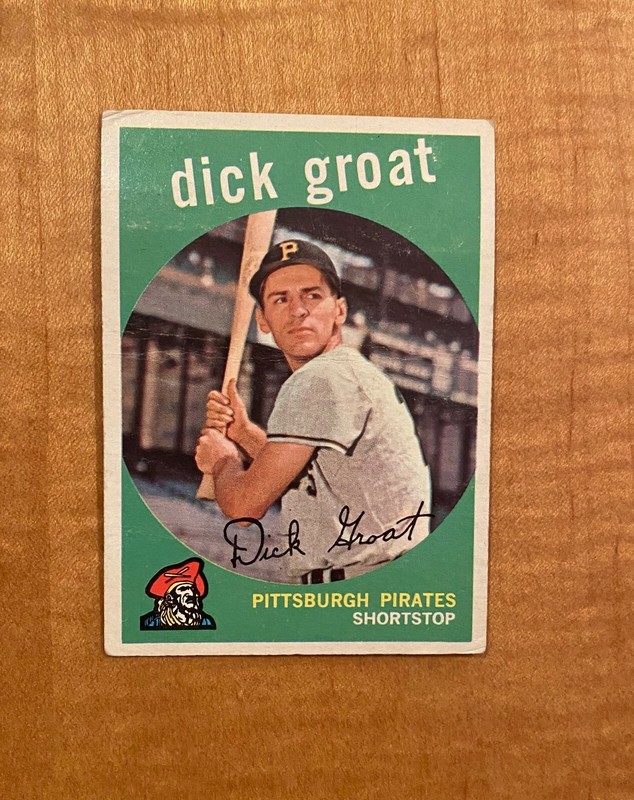 dick groat
P
Dick Groat
PITTSBURGH PIRATES
SHORTSTOP